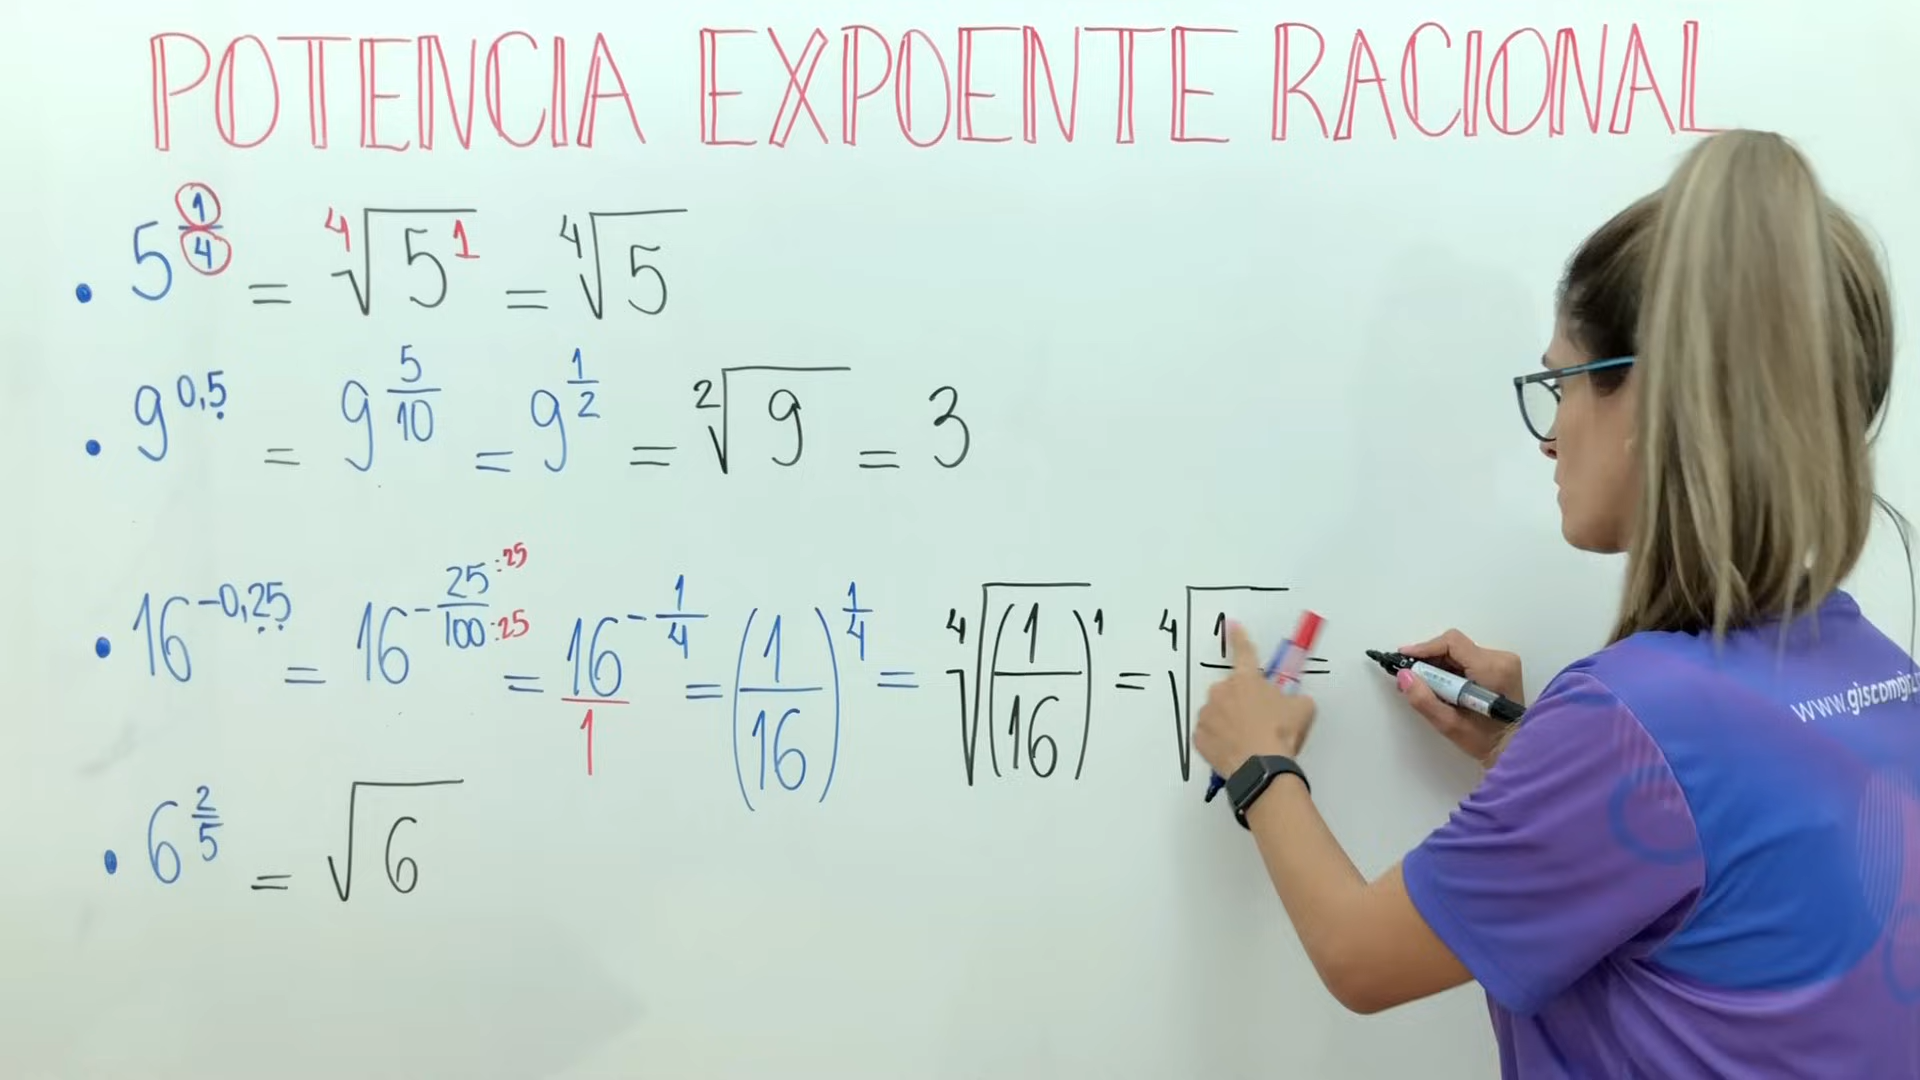 POTENCIA EXPOENTE RACIONAL
• 5^(1/4) = ⁴√(5¹) = ⁴√5
• 9^(0,5) = 9^(5/10) = 9^(1/2) = ²√9 = 3
• 16^(-0,25) = 16^(-25:25/100:25) = 16^(-1/4)/1 = (1/16)^(1/4) = ⁴√((1/16)¹) = ⁴√(1/ =
• 6^(2/5) = √6